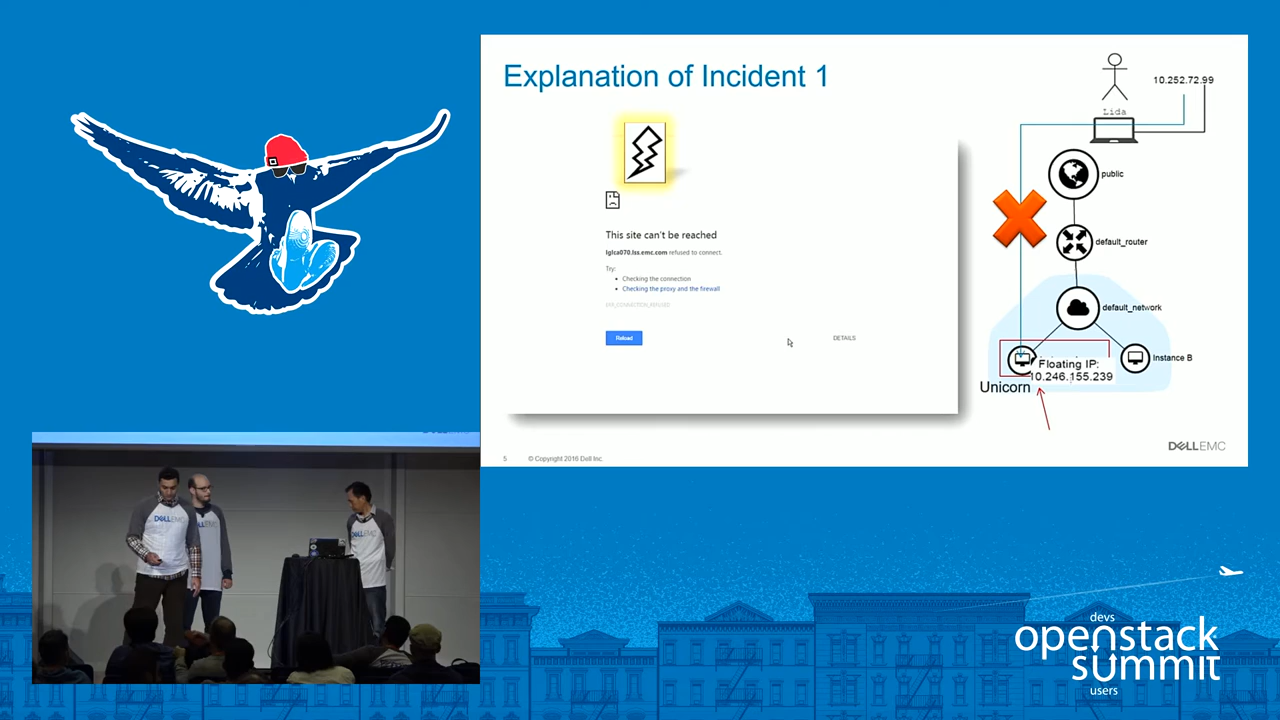 Explanation of Incident 1
This site can't be reached
lglca070.lss.emc.com refused to connect.
Try:
Checking the connection
Checking the proxy and the firewall
ERR_CONNECTION_REFUSED
Reload
DETAILS
10.252.72.99
Lida
public
default_router
default_network
Instance B
Floating IP:
10.246.155.239
Unicorn
5
© Copyright 2016 Dell Inc.
DELLEMC
DELLEMC
DELLEMC
devs
openstack
summit
users